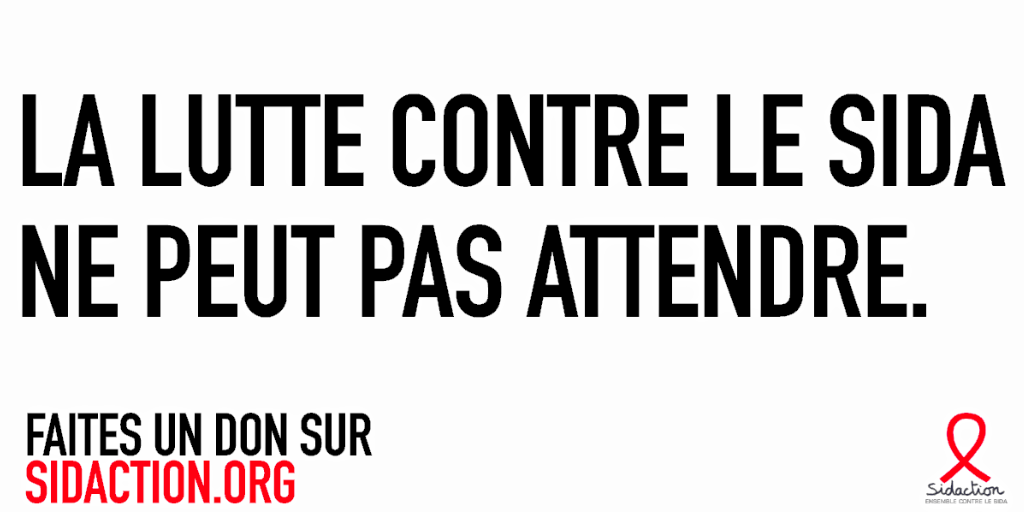 LA LUTTE CONTRE LE SIDA
NE PEUT PAS ATTENDRE.
FAITES UN DON SUR
SIDACTION.ORG
Sidaction
ENSEMBLE CONTRE LE SIDA